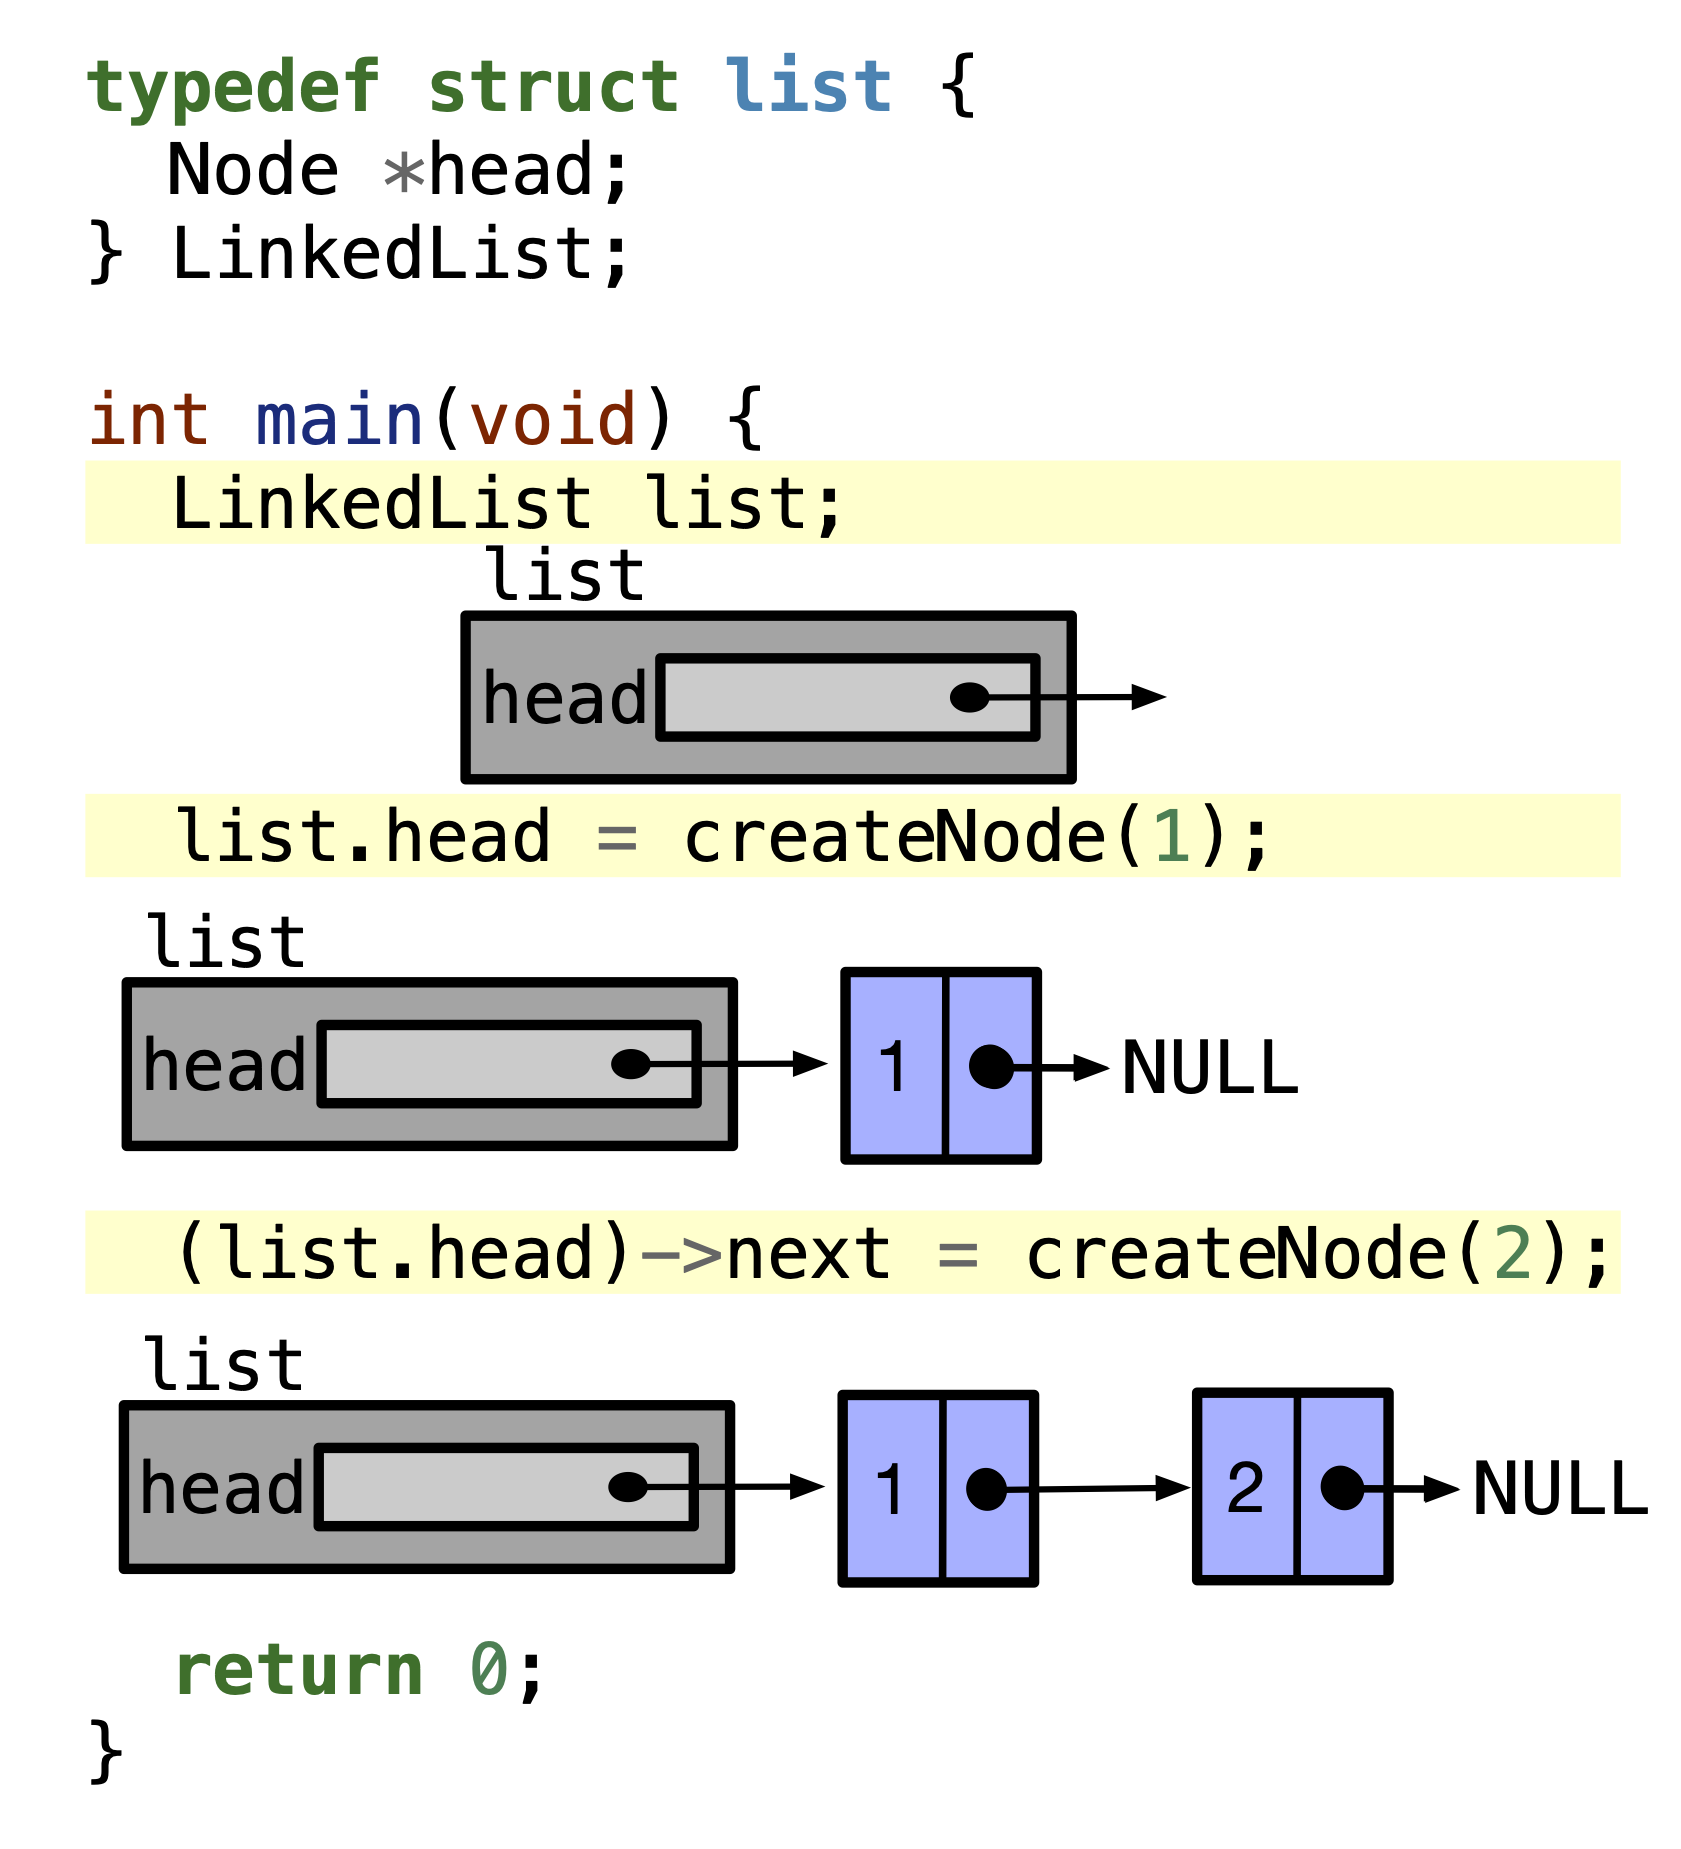 typedef struct list {
  Node *head;
} LinkedList;

int main(void) {
  LinkedList list;
list
head
  list.head = createNode(1);
list
head 1 NULL
  (list.head)->next = createNode(2);
list
head 1 2 NULL
  return 0;
}